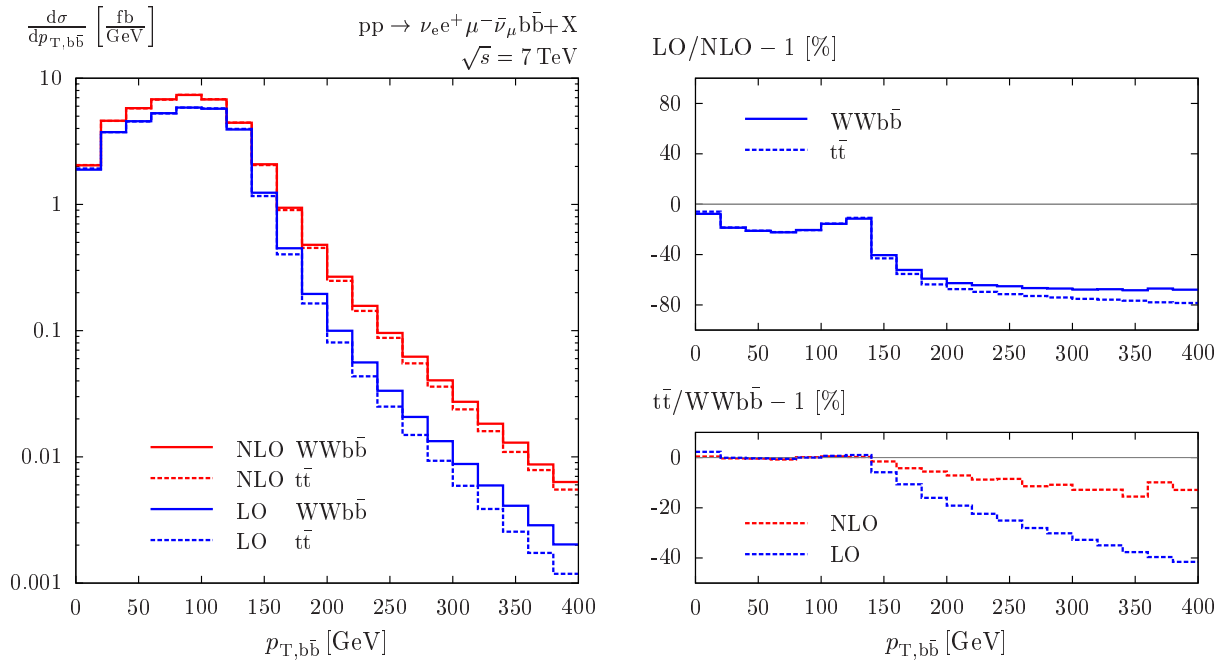 dσ/dp_T,bb̄ [fb/GeV]
pp → ν_e e⁺ μ⁻ ν̄_μ bb̄+X
√s = 7 TeV
10
1
0.1
0.01
0.001
NLO WWbb̄
NLO tt̄
LO WWbb̄
LO tt̄
0 50 100 150 200 250 300 350 400
p_T,bb̄ [GeV]
LO/NLO − 1 [%]
80
40
0
-40
-80
WWbb̄
tt̄
0 50 100 150 200 250 300 350 400
tt̄/WWbb̄ − 1 [%]
0
-20
-40
NLO
LO
0 50 100 150 200 250 300 350 400
p_T,bb̄ [GeV]